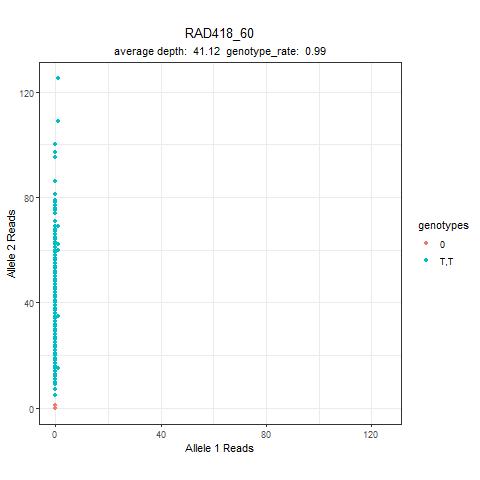 RAD418_60
average depth: 41.12 genotype_rate: 0.99
120
80
40
0
Allele 2 Reads
0 40 80 120
Allele 1 Reads
genotypes
0
T,T